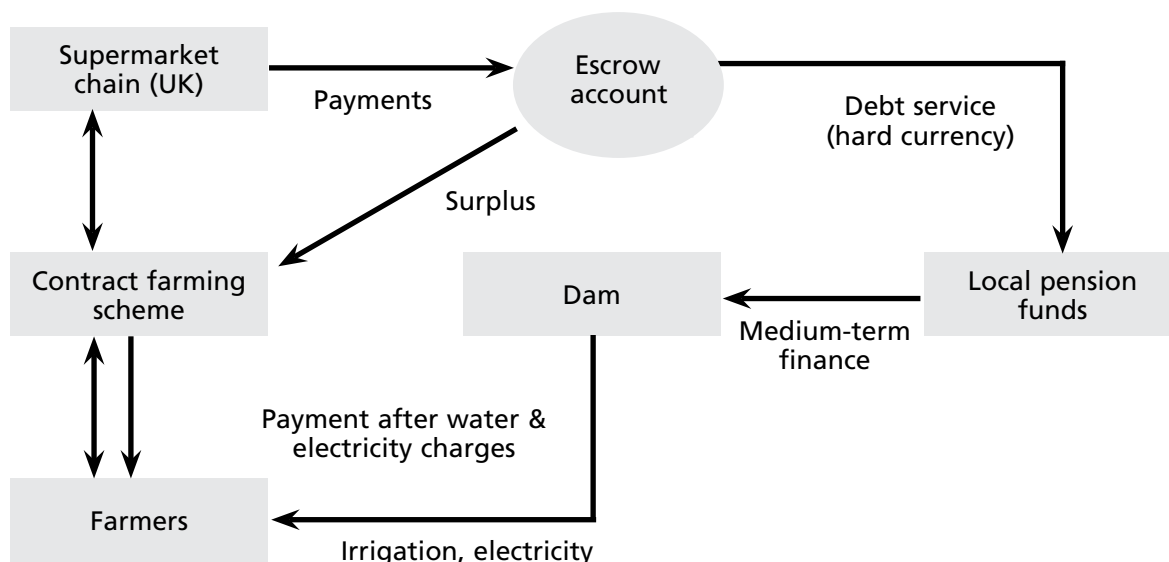 Supermarket
chain (UK)
Payments
Escrow
account
Debt service
(hard currency)
Surplus
Contract farming
scheme
Dam
Local pension
funds
Medium-term
finance
Payment after water &
electricity charges
Farmers
Irrigation, electricity